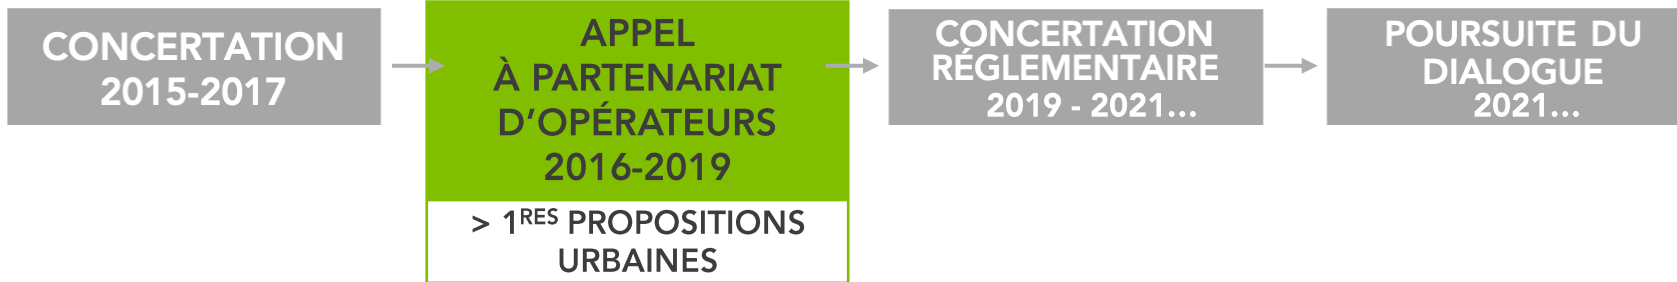 CONCERTATION
2015-2017
APPEL
À PARTENARIAT
D'OPÉRATEURS
2016-2019
> 1RES PROPOSITIONS
URBAINES
CONCERTATION
RÉGLEMENTAIRE
2019 - 2021...
POURSUITE DU
DIALOGUE
2021...